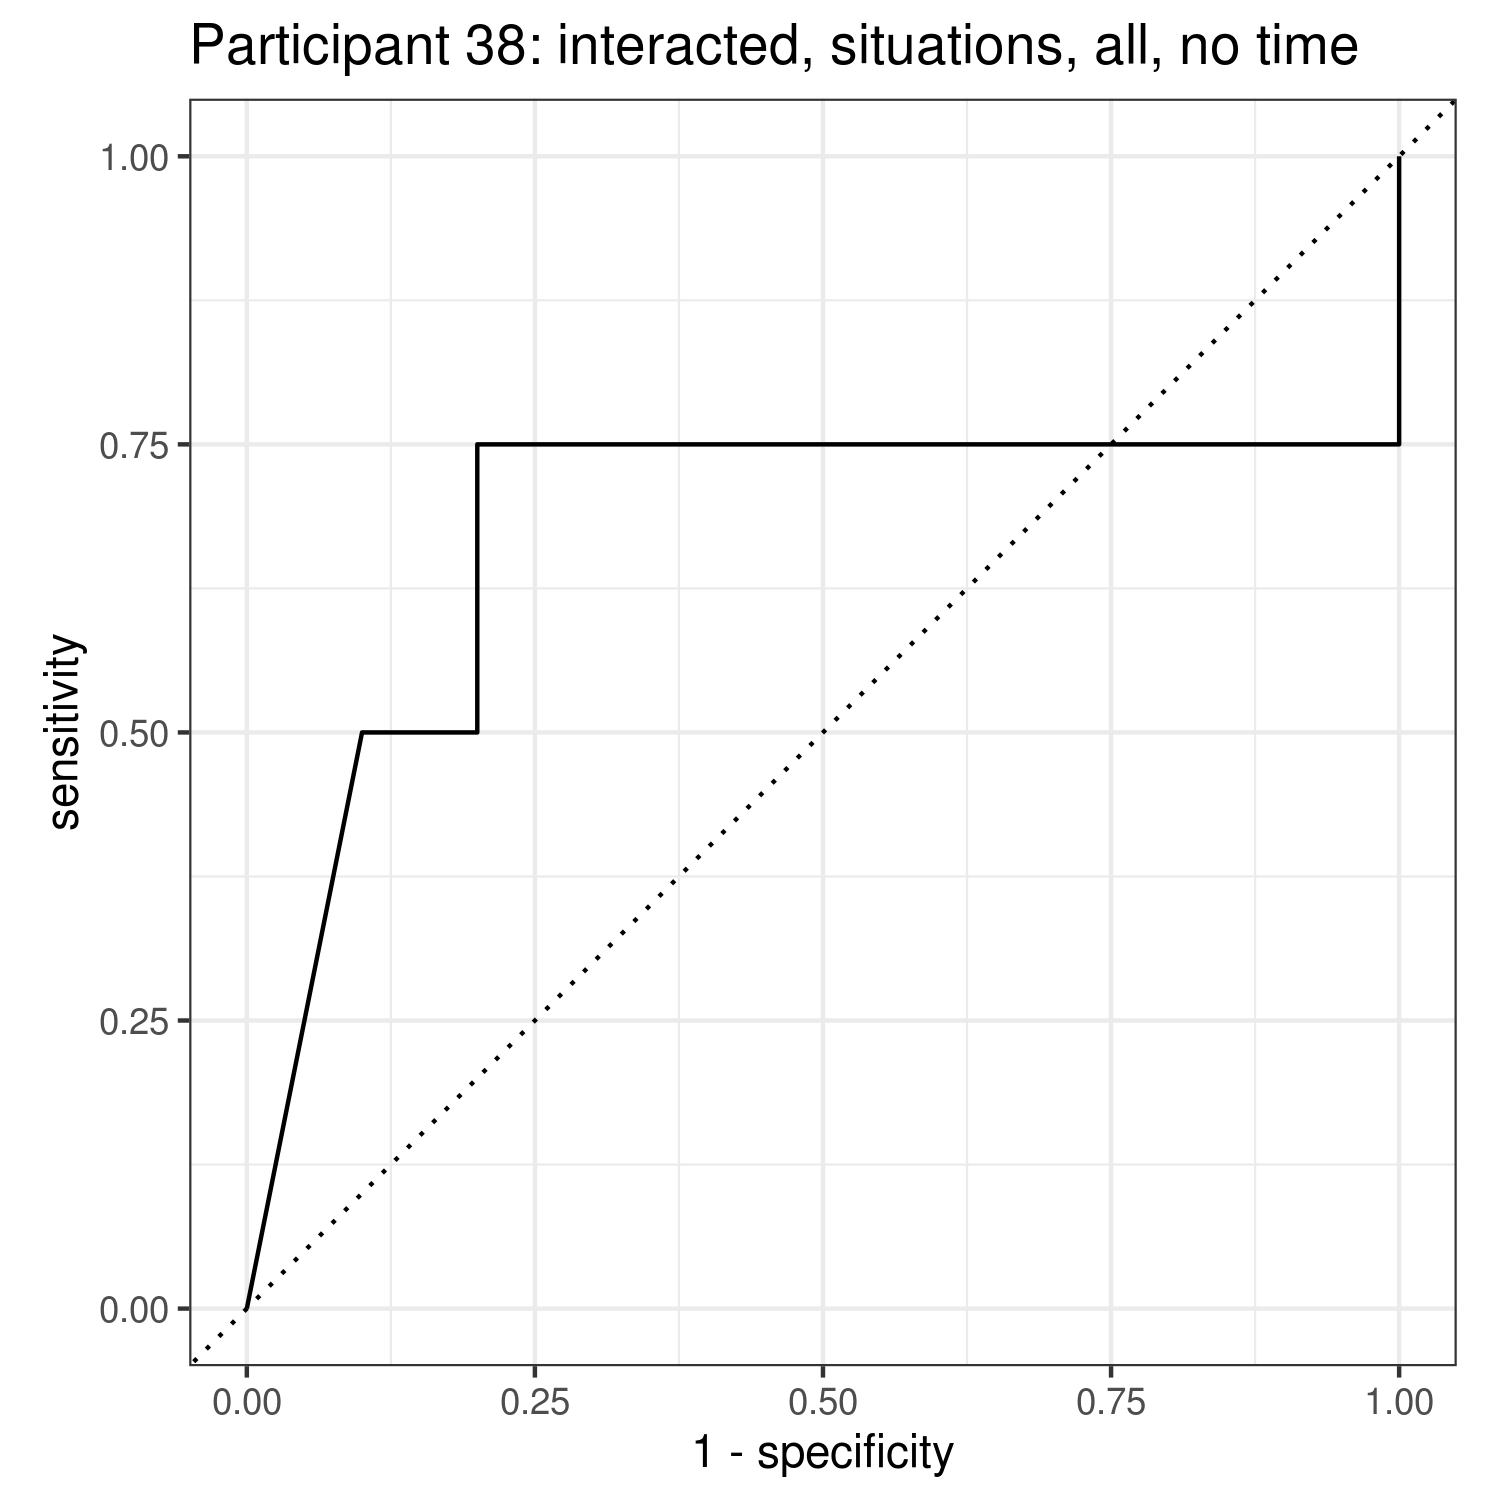 Participant 38: interacted, situations, all, no time
1.00
0.75
0.50
0.25
0.00
sensitivity
0.00 0.25 0.50 0.75 1.00
1 - specificity